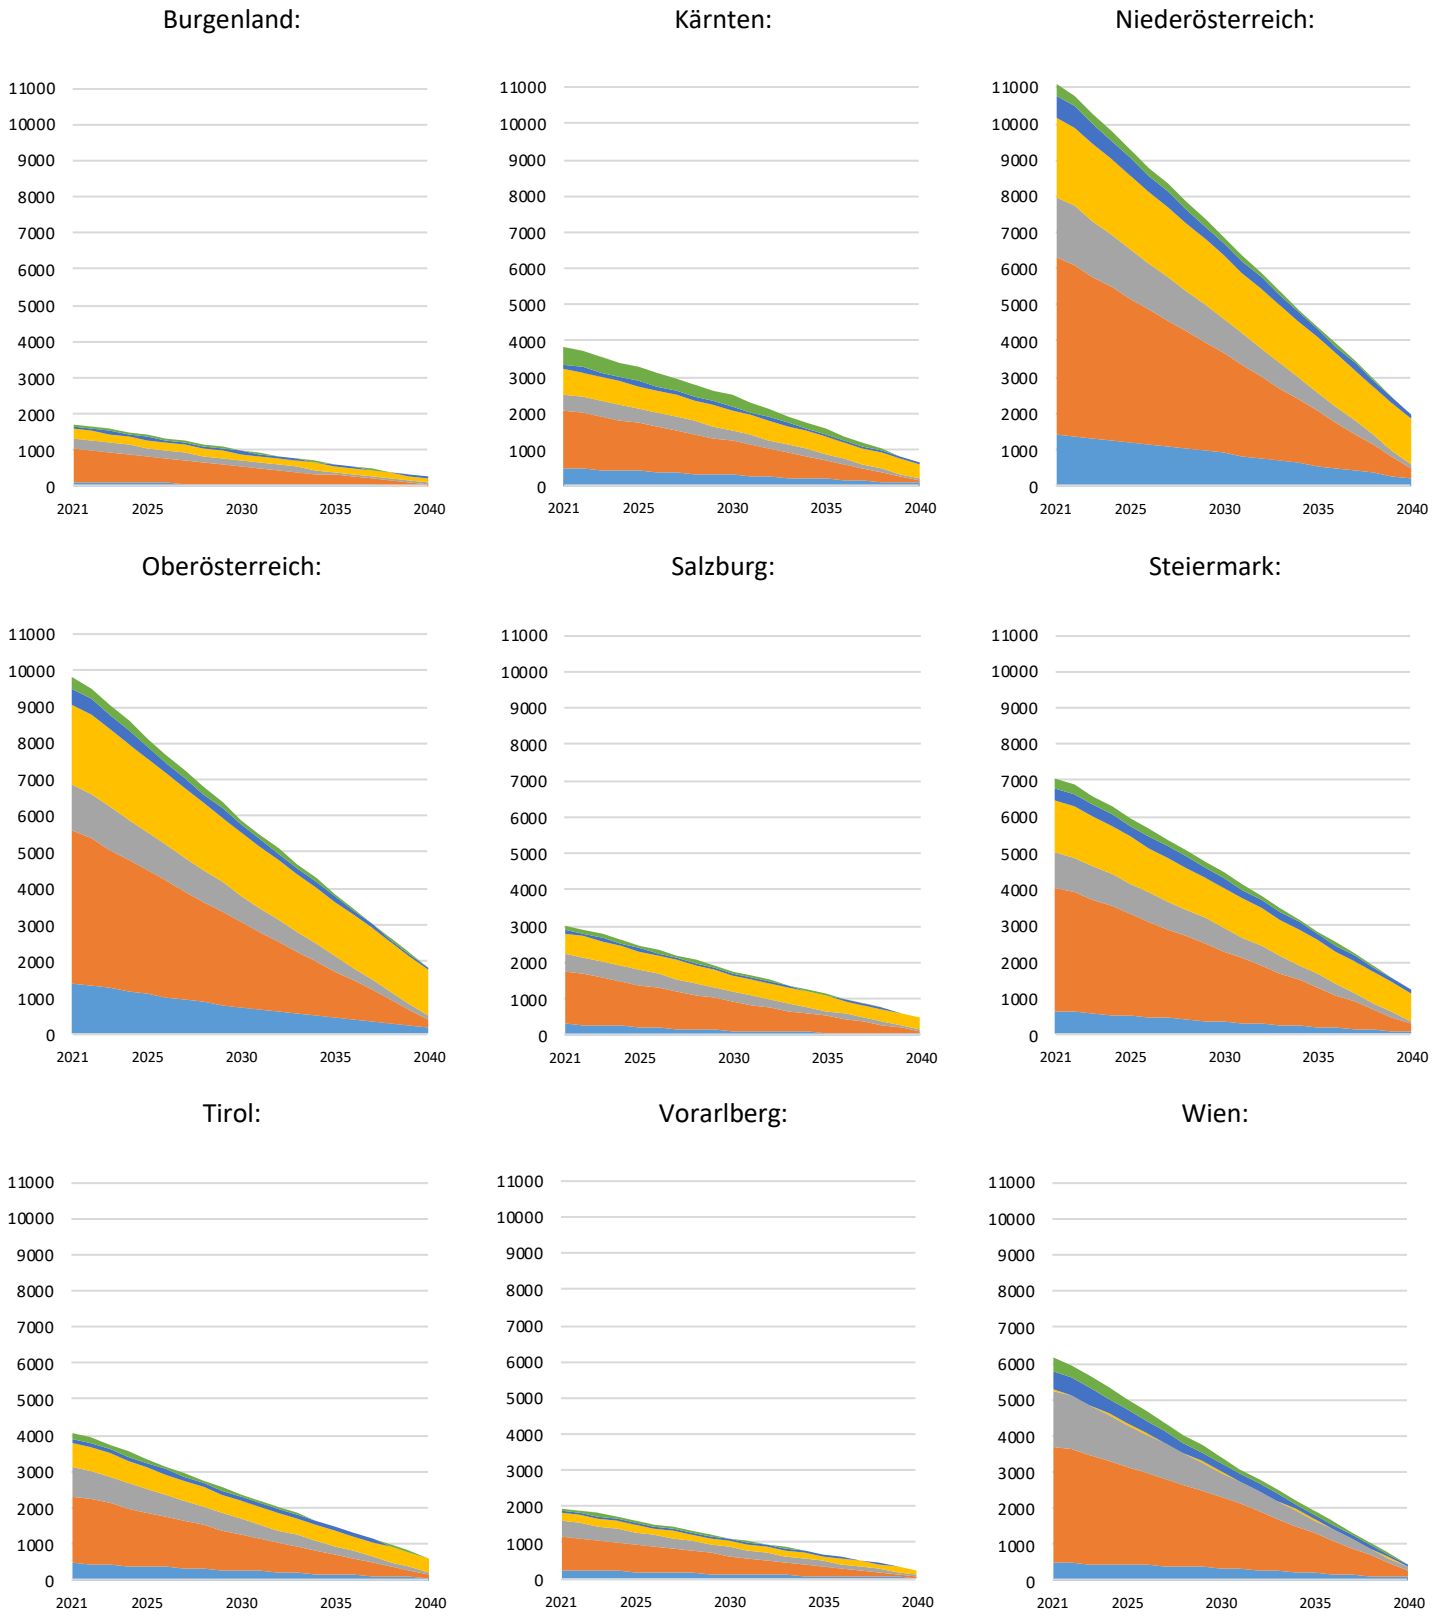 Burgenland: Kärnten: Niederösterreich:
11000 11000 11000
10000 10000 10000
9000 9000 9000
8000 8000 8000
7000 7000 7000
6000 6000 6000
5000 5000 5000
4000 4000 4000
3000 3000 3000
2000 2000 2000
1000 1000 1000
0 0 0
2021 2025 2030 2035 2040 2021 2025 2030 2035 2040 2021 2025 2030 2035 2040
Oberösterreich: Salzburg: Steiermark:
11000 11000 11000
10000 10000 10000
9000 9000 9000
8000 8000 8000
7000 7000 7000
6000 6000 6000
5000 5000 5000
4000 4000 4000
3000 3000 3000
2000 2000 2000
1000 1000 1000
0 0 0
2021 2025 2030 2035 2040 2021 2025 2030 2035 2040 2021 2025 2030 2035 2040
Tirol: Vorarlberg: Wien:
11000 11000 11000
10000 10000 10000
9000 9000 9000
8000 8000 8000
7000 7000 7000
6000 6000 6000
5000 5000 5000
4000 4000 4000
3000 3000 3000
2000 2000 2000
1000 1000 1000
0 0 0
2021 2025 2030 2035 2040 2021 2025 2030 2035 2040 2021 2025 2030 2035 2040